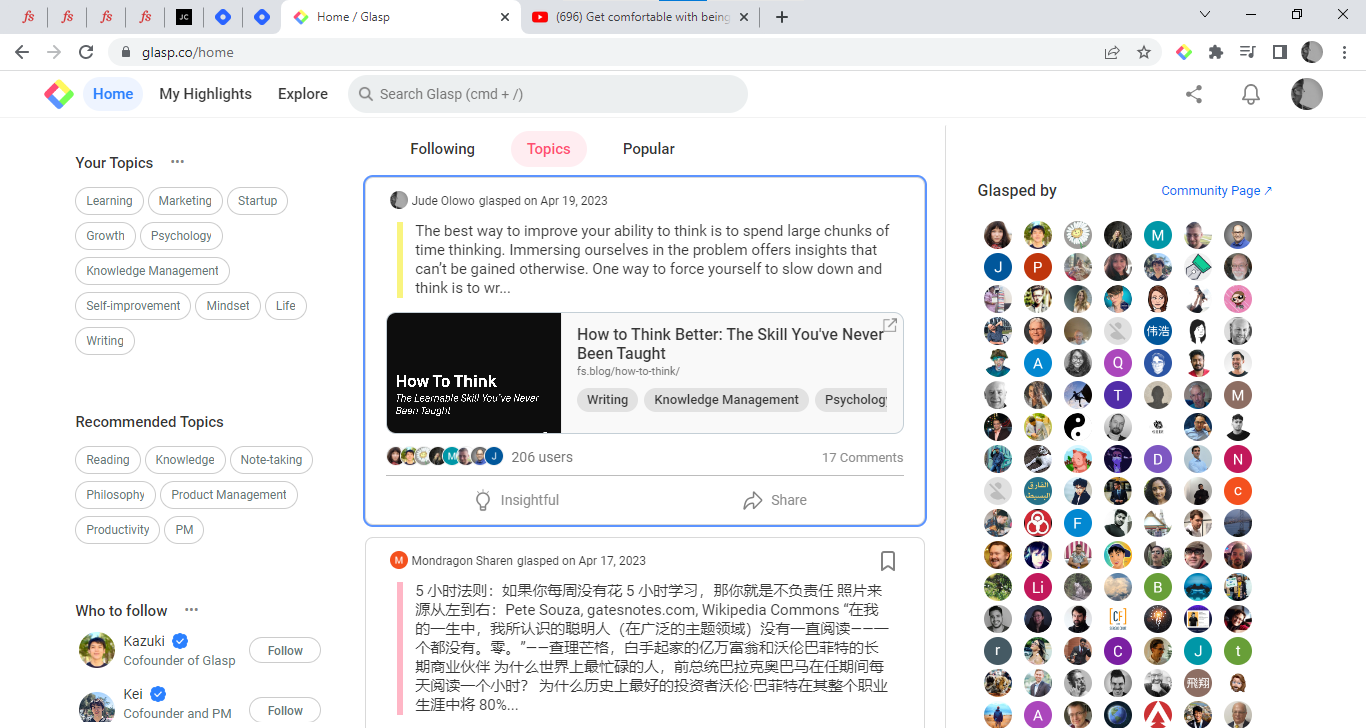 Home / Glasp
(696) Get comfortable with being
glasp.co/home
Home
My Highlights
Explore
Search Glasp (cmd + /)
Your Topics
Learning
Marketing
Startup
Growth
Psychology
Knowledge Management
Self-improvement
Mindset
Life
Writing
Recommended Topics
Reading
Knowledge
Note-taking
Philosophy
Product Management
Productivity
PM
Who to follow
Kazuki
Cofounder of Glasp
Follow
Kei
Cofounder and PM
Follow
Following
Topics
Popular
Jude Olowo glasped on Apr 19, 2023
The best way to improve your ability to think is to spend large chunks of
time thinking. Immersing ourselves in the problem offers insights that
can’t be gained otherwise. One way to force yourself to slow down and
think is to wr...
How To Think
The Learnable Skill You've Never
Been Taught
How to Think Better: The Skill You've Never
Been Taught
fs.blog/how-to-think/
Writing
Knowledge Management
Psychology
M
J
206 users
17 Comments
Insightful
Share
M
Mondragon Sharen glasped on Apr 17, 2023
5 小时法则：如果你每周没有花 5 小时学习，那你就是不负责任 照片来
源从左到右：Pete Souza, gatesnotes.com, Wikipedia Commons “在我
的一生中，我所认识的聪明人（在广泛的主题领域）没有一直阅读——一
个都没有。零。”——查理芒格，白手起家的亿万富翁和沃伦巴菲特的长
期商业伙伴 为什么世界上最忙碌的人，前总统巴拉克奥巴马在任期间每
天阅读一个小时？ 为什么历史上最好的投资者沃伦·巴菲特在其整个职业
生涯中将 80%...
Glasped by
Community Page ↗
M
J
P
伟浩
A
Q
T
M
D
N
C
F
Li
B
CF
r
C
J
t
飛翔
A